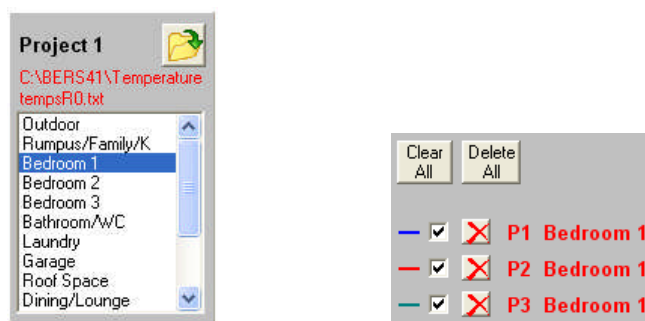 Project 1
C:\BERS41\Temperature
tempsR0.txt
Outdoor
Rumpus/Family/K
Bedroom 1
Bedroom 2
Bedroom 3
Bathroom/WC
Laundry
Garage
Roof Space
Dining/Lounge
Clear All
Delete All
P1 Bedroom 1
P2 Bedroom 1
P3 Bedroom 1